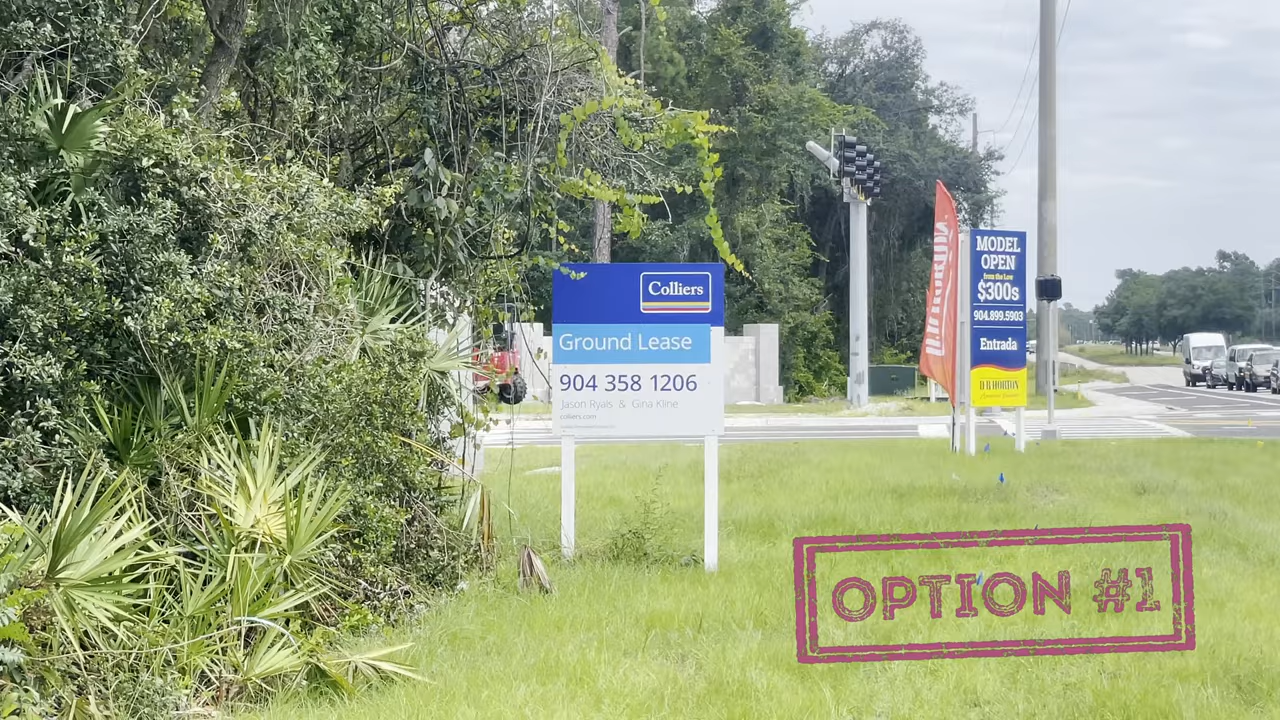 Colliers
Ground Lease
904 358 1206
Jason Ryals & Gina Kline
colliers.com
MODEL
OPEN
from the Low
$300s
904.899.5903
Entrada
D·R·HORTON
OPTION #1